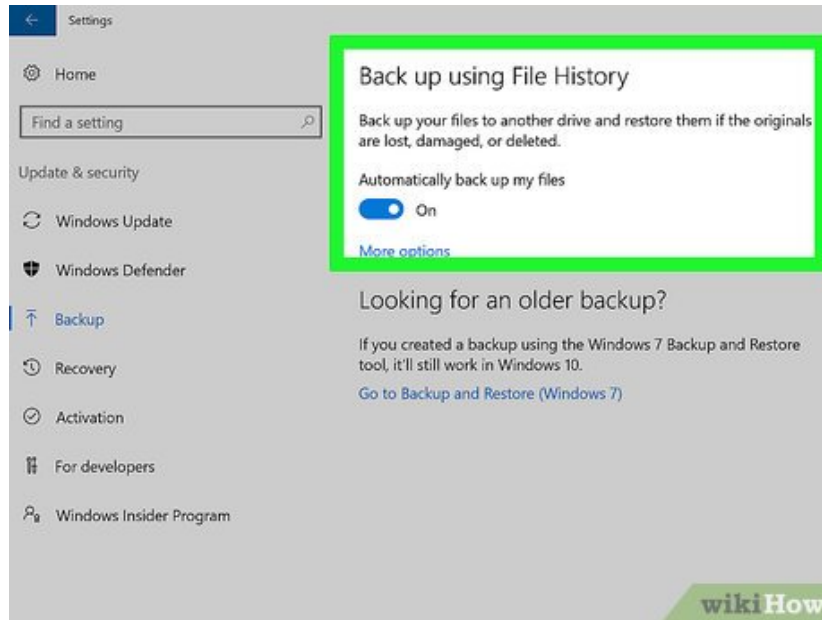 Settings
Home
Find a setting
Update & security
Windows Update
Windows Defender
Backup
Recovery
Activation
For developers
Windows Insider Program
Back up using File History
Back up your files to another drive and restore them if the originals
are lost, damaged, or deleted.
Automatically back up my files
On
More options
Looking for an older backup?
If you created a backup using the Windows 7 Backup and Restore
tool, it'll still work in Windows 10.
Go to Backup and Restore (Windows 7)
wikiHow